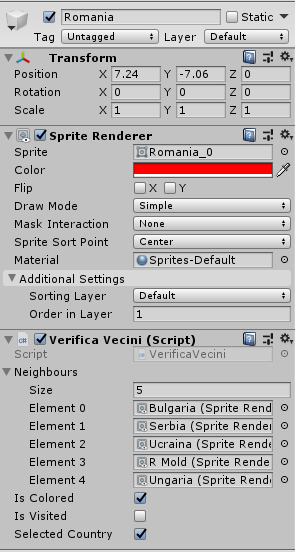 Romania Static
Tag Untagged Layer Default
Transform
Position X 7.24 Y -7.06 Z 0
Rotation X 0 Y 0 Z 0
Scale X 1 Y 1 Z 1
Sprite Renderer
Sprite Romania_0
Color
Flip X Y
Draw Mode Simple
Mask Interaction None
Sprite Sort Point Center
Material Sprites-Default
Additional Settings
Sorting Layer Default
Order in Layer 1
Verifica Vecini (Script)
Script VerificaVecini
Neighbours
Size 5
Element 0 Bulgaria (Sprite Rend
Element 1 Serbia (Sprite Render
Element 2 Ucraina (Sprite Rende
Element 3 R Mold (Sprite Rende
Element 4 Ungaria (Sprite Rend
Is Colored
Is Visited
Selected Country